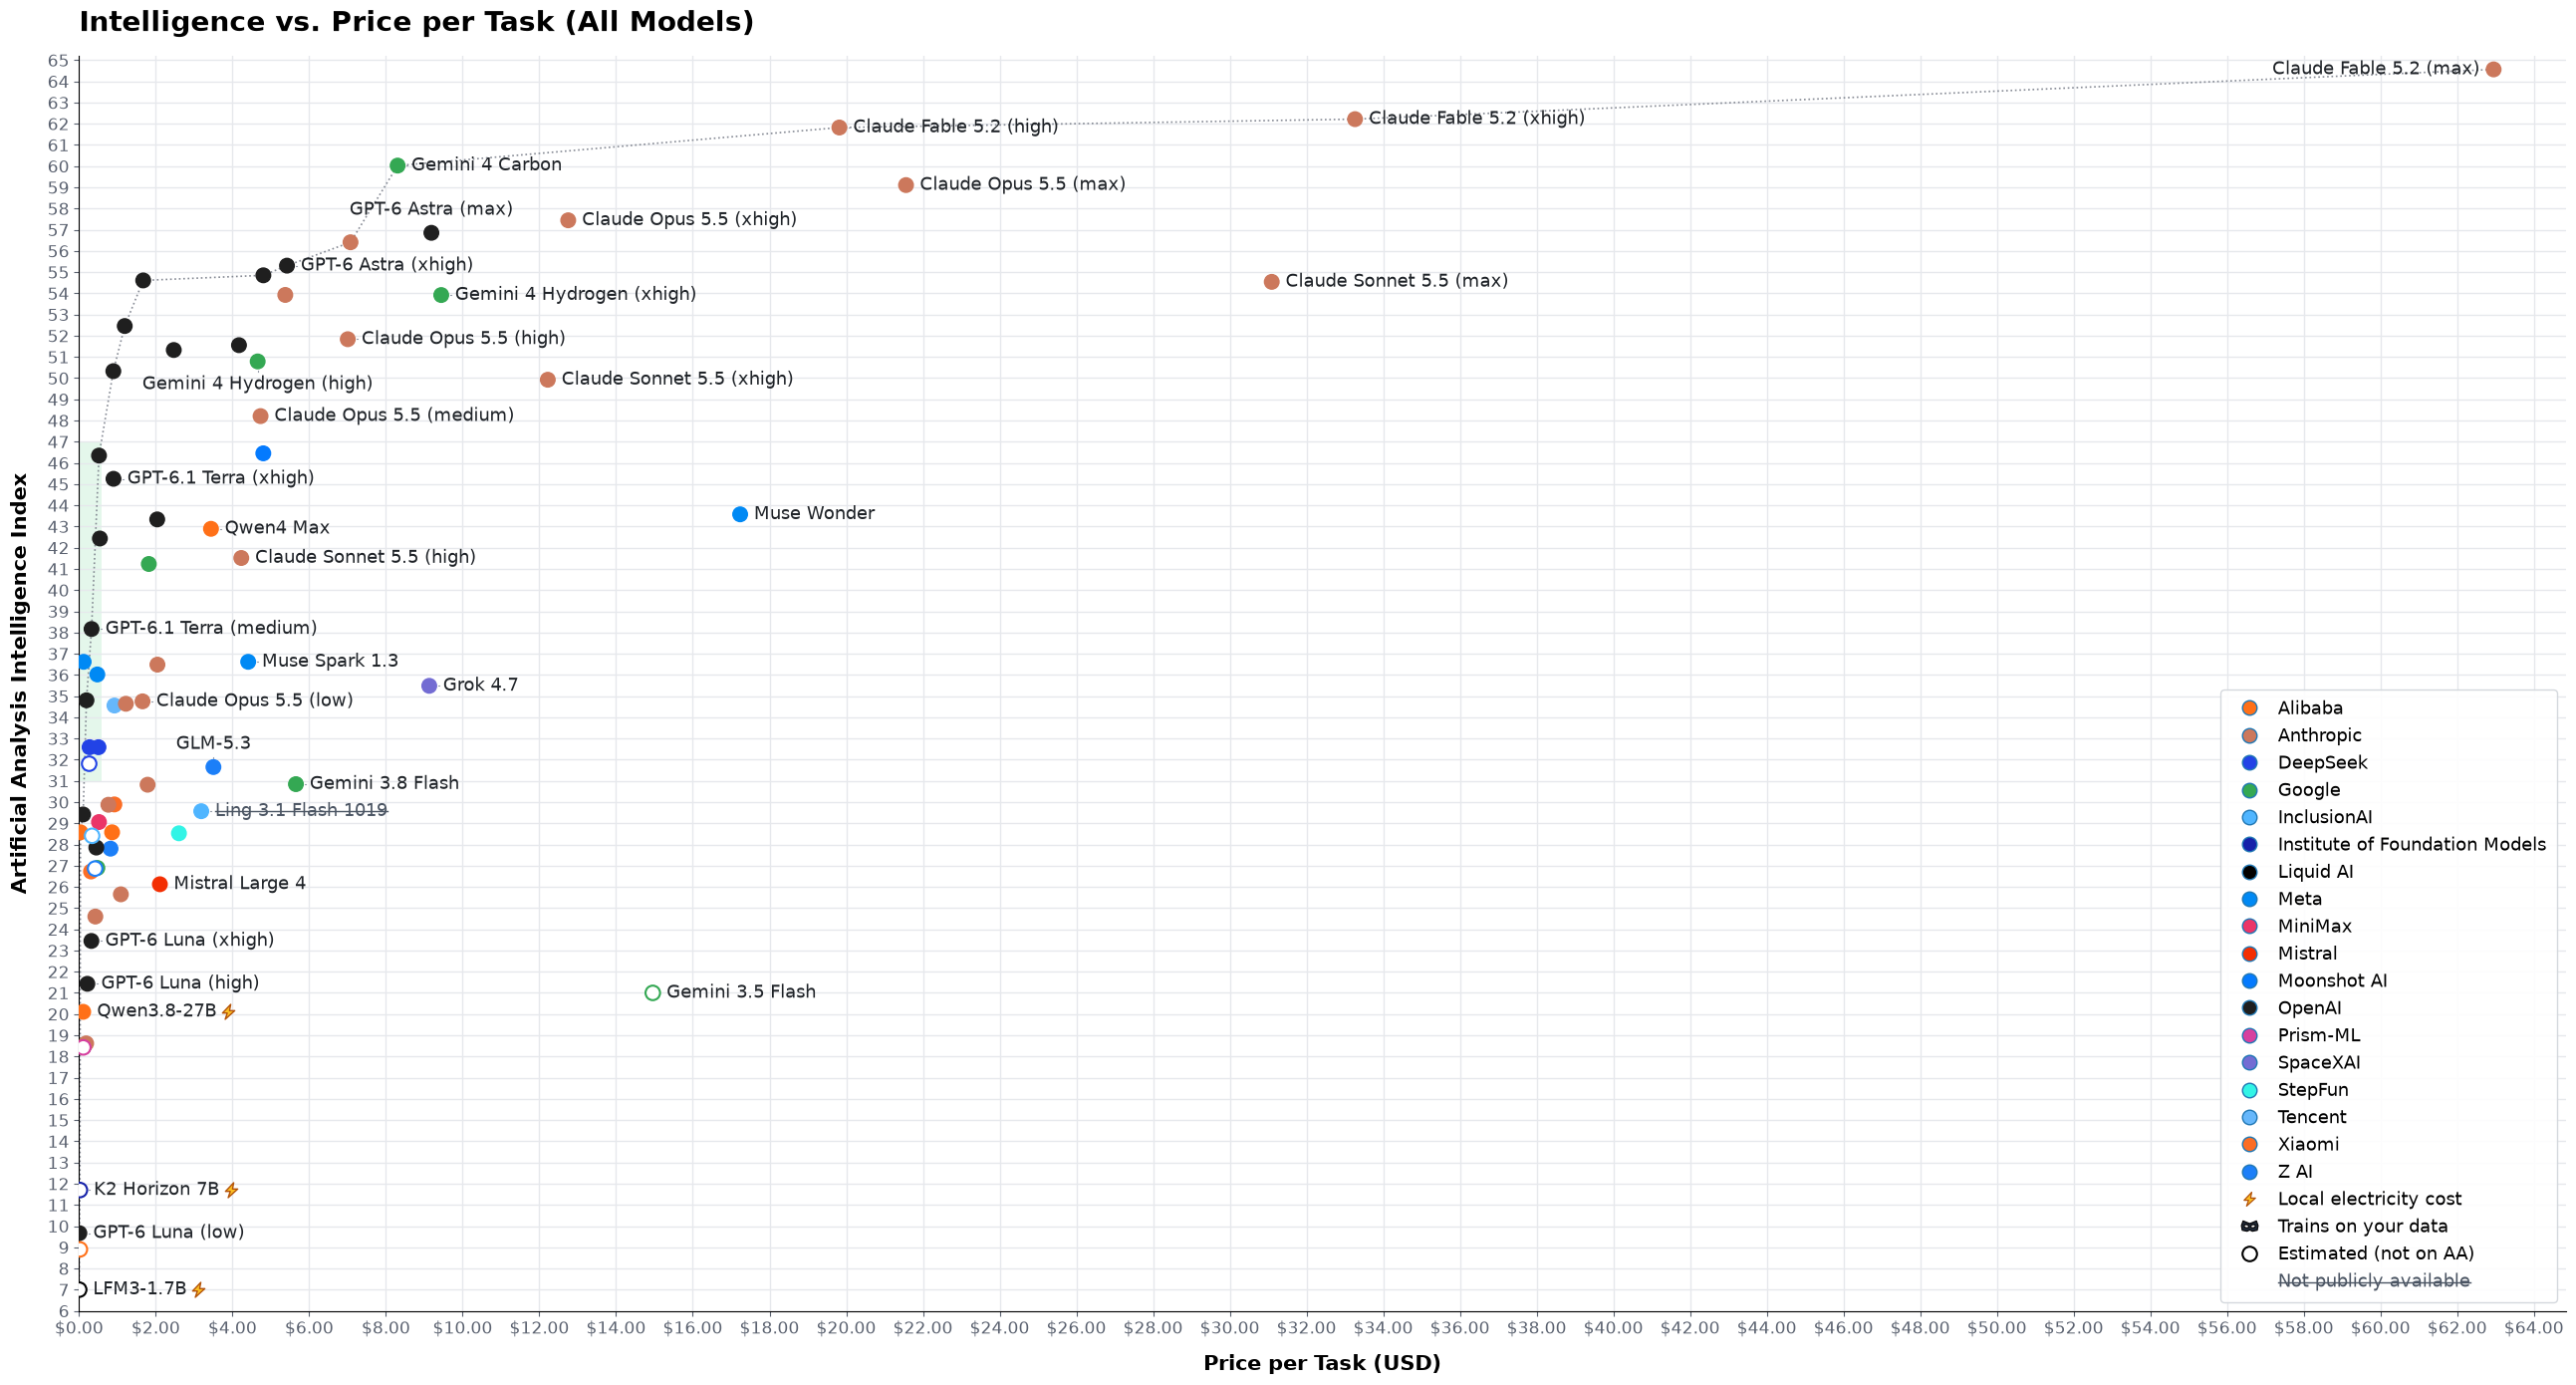 Intelligence vs. Price per Task (All Models)
Artificial Analysis Intelligence Index
65
64
63
62
61
60
59
58
57
56
55
54
53
52
51
50
49
48
47
46
45
44
43
42
41
40
39
38
37
36
35
34
33
32
31
30
29
28
27
26
25
24
23
22
21
20
19
18
17
16
15
14
13
12
11
10
9
8
7
6
Claude Fable 5.2 (max)
Claude Fable 5.2 (xhigh)
Claude Fable 5.2 (high)
Gemini 4 Carbon
Claude Opus 5.5 (max)
GPT-6 Astra (max)
Claude Opus 5.5 (xhigh)
GPT-6 Astra (xhigh)
Claude Sonnet 5.5 (max)
Gemini 4 Hydrogen (xhigh)
Claude Opus 5.5 (high)
Gemini 4 Hydrogen (high)
Claude Sonnet 5.5 (xhigh)
Claude Opus 5.5 (medium)
GPT-6.1 Terra (xhigh)
Muse Wonder
Qwen4 Max
Claude Sonnet 5.5 (high)
GPT-6.1 Terra (medium)
Muse Spark 1.3
Grok 4.7
Claude Opus 5.5 (low)
GLM-5.3
Gemini 3.8 Flash
Ling 3.1 Flash 1019
Mistral Large 4
GPT-6 Luna (xhigh)
GPT-6 Luna (high)
Gemini 3.5 Flash
Qwen3.8-27B
K2 Horizon 7B
GPT-6 Luna (low)
LFM3-1.7B
Alibaba
Anthropic
DeepSeek
Google
InclusionAI
Institute of Foundation Models
Liquid AI
Meta
MiniMax
Mistral
Moonshot AI
OpenAI
Prism-ML
SpaceXAI
StepFun
Tencent
Xiaomi
Z AI
Local electricity cost
Trains on your data
Estimated (not on AA)
Not publicly available
$0.00 $2.00 $4.00 $6.00 $8.00 $10.00 $12.00 $14.00 $16.00 $18.00 $20.00 $22.00 $24.00 $26.00 $28.00 $30.00 $32.00 $34.00 $36.00 $38.00 $40.00 $42.00 $44.00 $46.00 $48.00 $50.00 $52.00 $54.00 $56.00 $58.00 $60.00 $62.00 $64.00
Price per Task (USD)